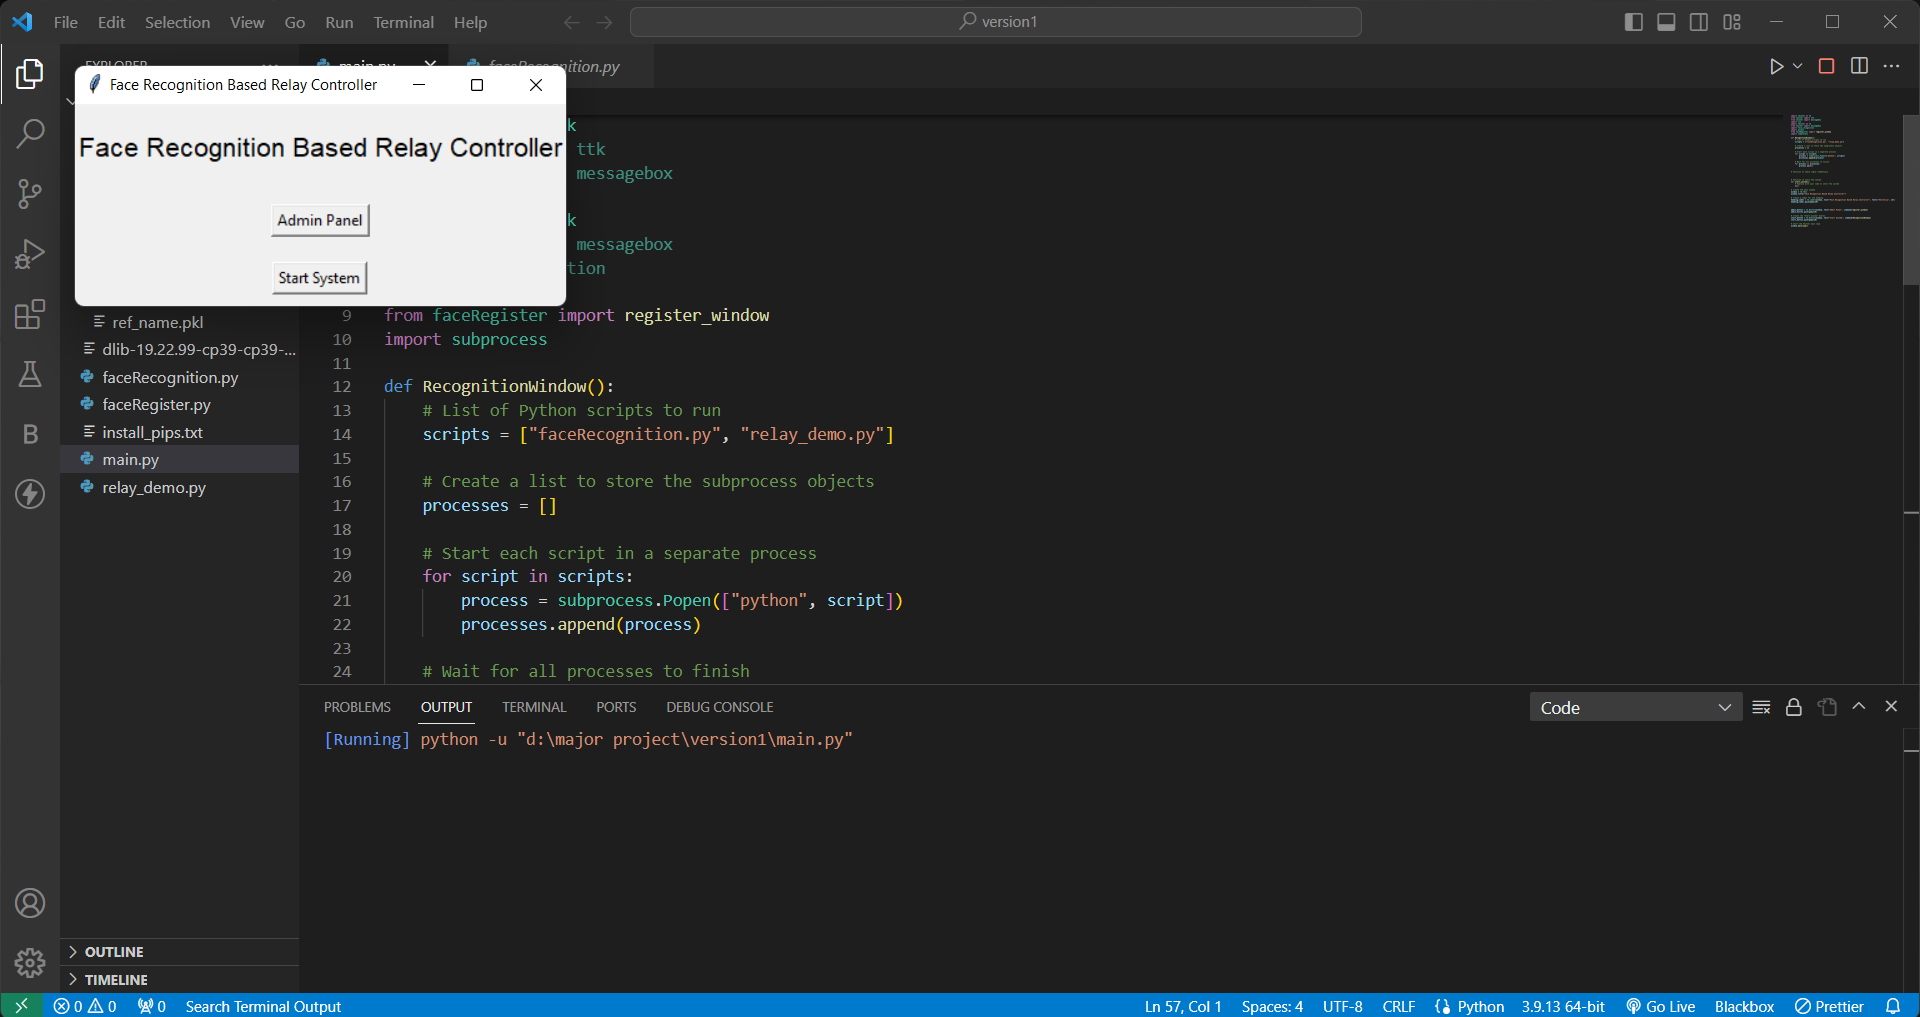 File Edit Selection View Go Run Terminal Help
version1
EXPLORER
main.py
faceRecognition.py
Face Recognition Based Relay Controller
Face Recognition Based Relay Controller
Admin Panel
Start System
k
ttk
messagebox
k
messagebox
tion
ref_name.pkl
dlib-19.22.99-cp39-cp39-...
faceRecognition.py
faceRegister.py
install_pips.txt
main.py
relay_demo.py
9 from faceRegister import register_window
10 import subprocess
11
12 def RecognitionWindow():
13 # List of Python scripts to run
14 scripts = ["faceRecognition.py", "relay_demo.py"]
15
16 # Create a list to store the subprocess objects
17 processes = []
18
19 # Start each script in a separate process
20 for script in scripts:
21 process = subprocess.Popen(["python", script])
22 processes.append(process)
23
24 # Wait for all processes to finish
PROBLEMS OUTPUT TERMINAL PORTS DEBUG CONSOLE
Code
[Running] python -u "d:\major project\version1\main.py"
B
OUTLINE
TIMELINE
0 0 0 Search Terminal Output
Ln 57, Col 1 Spaces: 4 UTF-8 CRLF Python 3.9.13 64-bit Go Live Blackbox Prettier